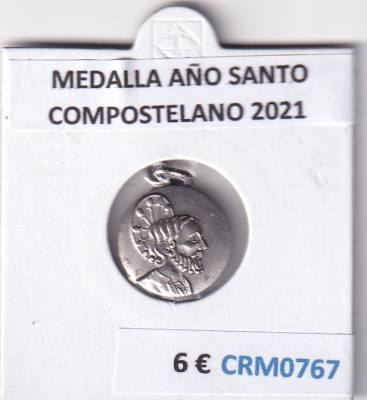 MEDALLA AÑO SANTO
COMPOSTELANO 2021
6 € CRM0767